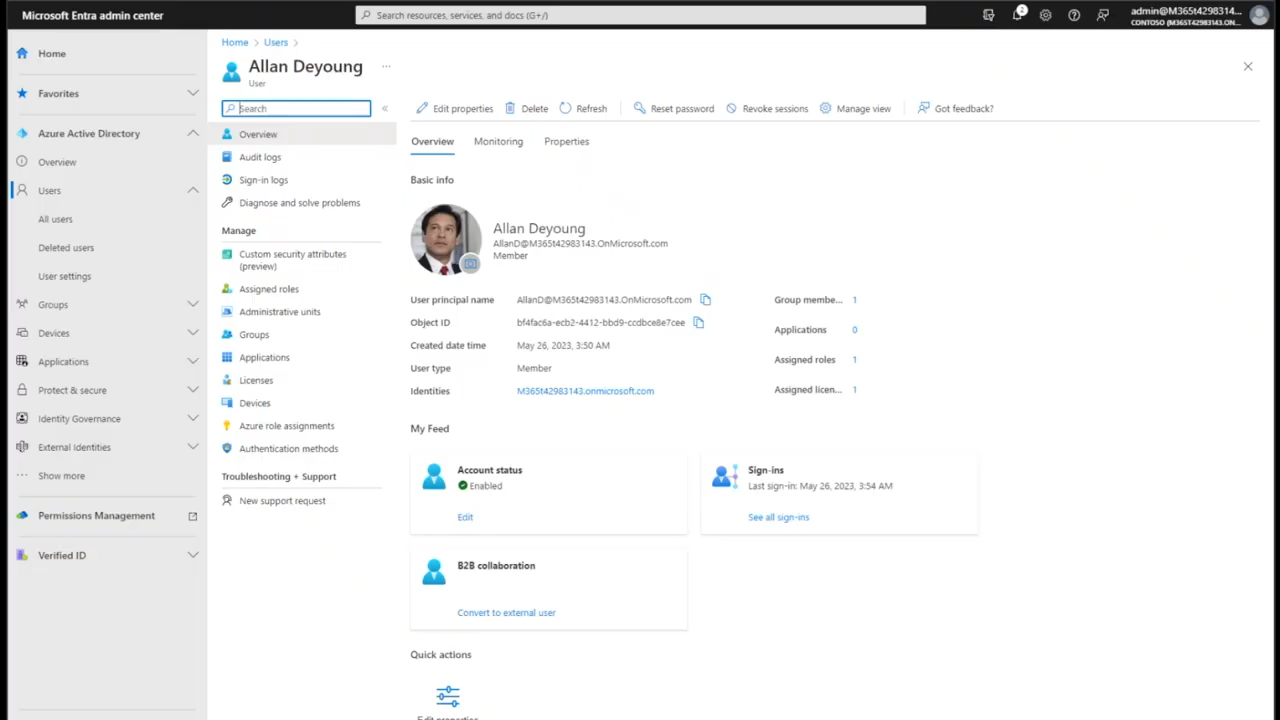 Microsoft Entra admin center
Search resources, services, and docs (G+/)
2
admin@M365t4298314...
CONTOSO (M365T42983143.ON...
Home
Favorites
Azure Active Directory
Overview
Users
All users
Deleted users
User settings
Groups
Devices
Applications
Protect & secure
Identity Governance
External Identities
Show more
Permissions Management
Verified ID
Home > Users >
Allan Deyoung
User
Search
Overview
Audit logs
Sign-in logs
Diagnose and solve problems
Manage
Custom security attributes
(preview)
Assigned roles
Administrative units
Groups
Applications
Licenses
Devices
Azure role assignments
Authentication methods
Troubleshooting + Support
New support request
Edit properties Delete Refresh Reset password Revoke sessions Manage view Got feedback?
Overview Monitoring Properties
Basic info
Allan Deyoung
AllanD@M365t42983143.OnMicrosoft.com
Member
User principal name AllanD@M365t42983143.OnMicrosoft.com
Object ID bf4fac6a-ecb2-4412-bbd9-ccdbce8e7cee
Created date time May 26, 2023, 3:50 AM
User type Member
Identities M365t42983143.onmicrosoft.com
Group membe... 1
Applications 0
Assigned roles 1
Assigned licen... 1
My Feed
Account status
Enabled
Edit
Sign-ins
Last sign-in: May 26, 2023, 3:54 AM
See all sign-ins
B2B collaboration
Convert to external user
Quick actions
Edit properties